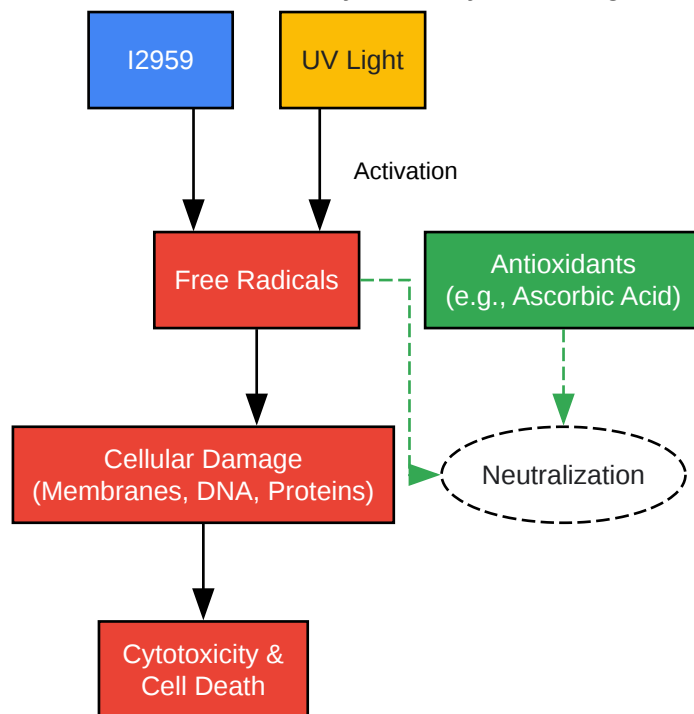 I2959
UV Light
Activation
Free Radicals
Antioxidants
(e.g., Ascorbic Acid)
Cellular Damage
(Membranes, DNA, Proteins)
Neutralization
Cytotoxicity &
Cell Death